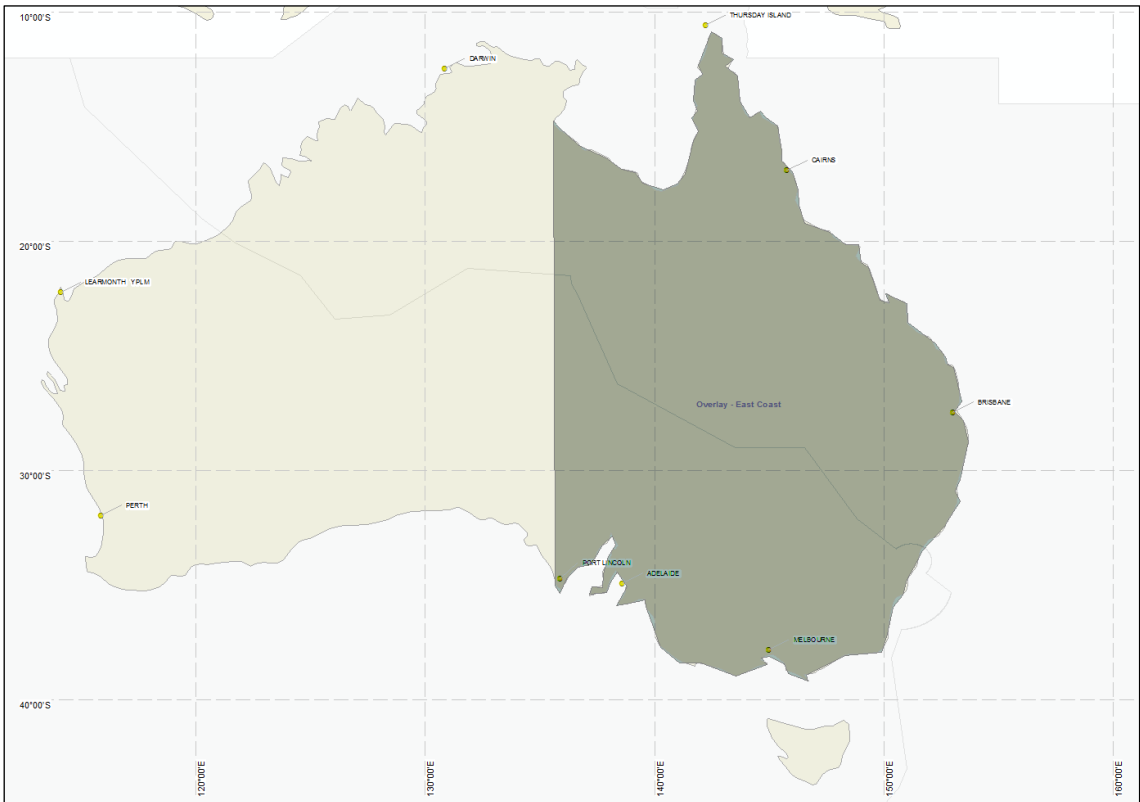 10°00'S
THURSDAY ISLAND
DARWIN
CAIRNS
20°00'S
LEARMONTH YPLM
Overlay - East Coast
BRISBANE
30°00'S
PERTH
PORT LINCOLN
ADELAIDE
MELBOURNE
40°00'S
120°00'E
130°00'E
140°00'E
150°00'E
160°00'E